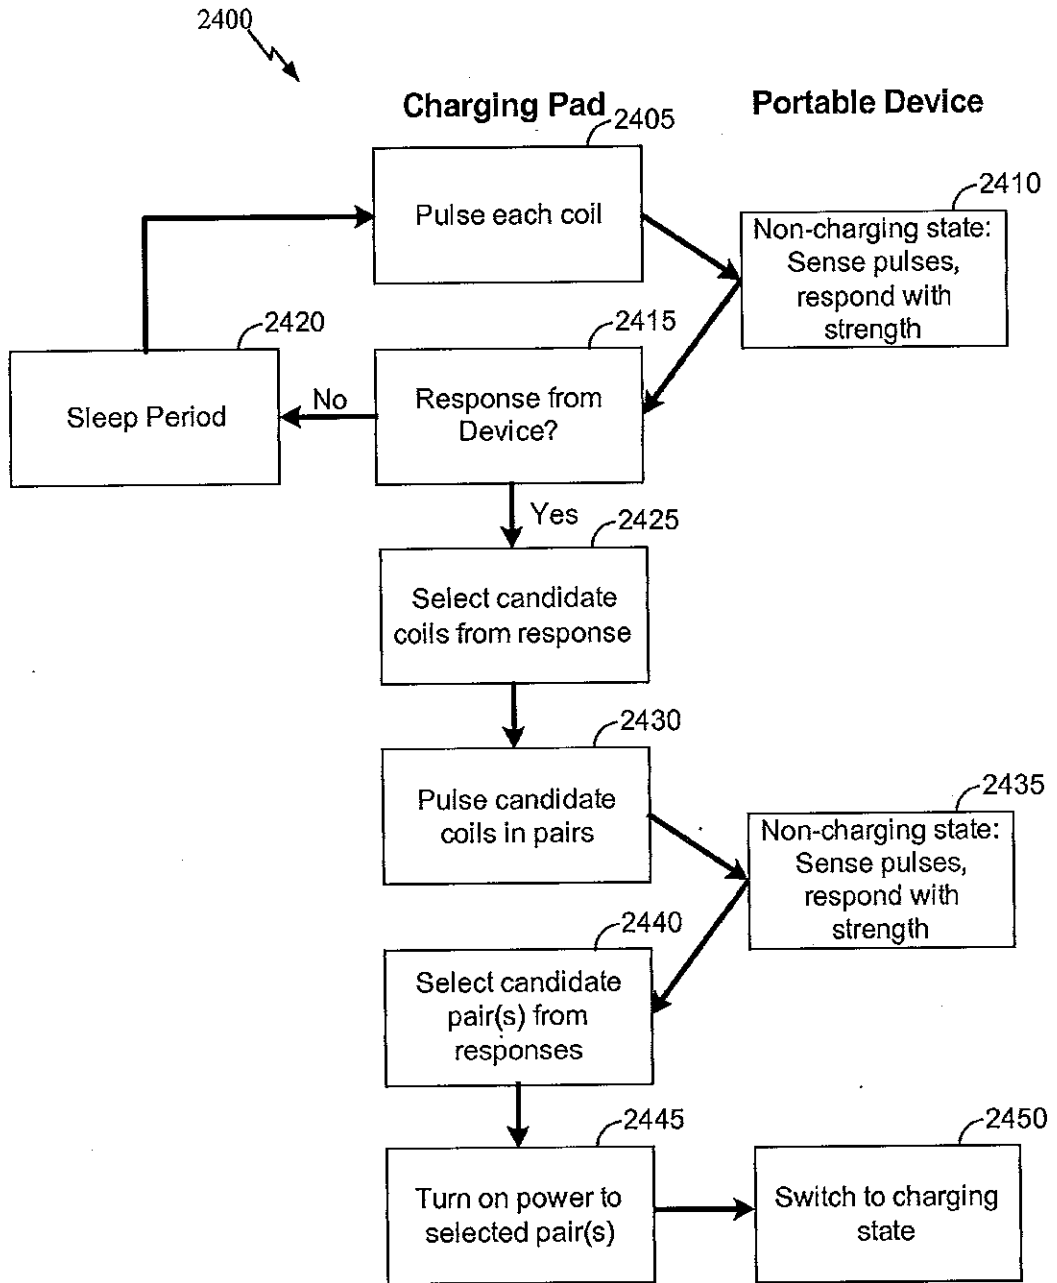 2400
Charging Pad
Portable Device
2405
Pulse each coil
2410
Non-charging state:
Sense pulses,
respond with
strength
2415
Response from
Device?
No
2420
Sleep Period
Yes
2425
Select candidate
coils from response
2430
Pulse candidate
coils in pairs
2435
Non-charging state:
Sense pulses,
respond with
strength
2440
Select candidate
pair(s) from
responses
2445
Turn on power to
selected pair(s)
2450
Switch to charging
state